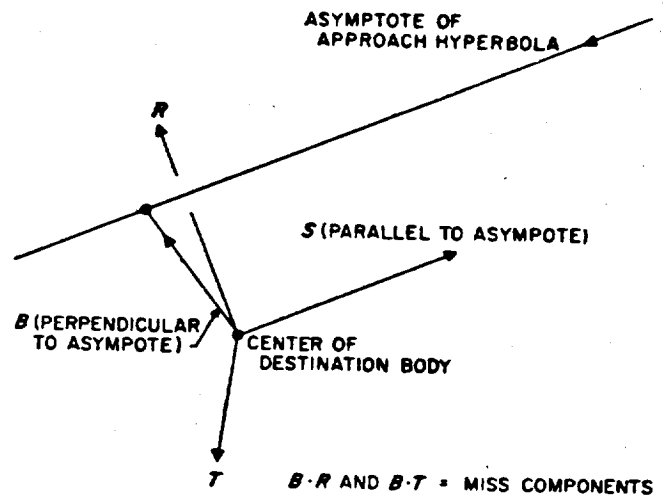 ASYMPTOTE OF
APPROACH HYPERBOLA
R
S (PARALLEL TO ASYMPOTE)
B (PERPENDICULAR
TO ASYMPOTE)
CENTER OF
DESTINATION BODY
T
B·R AND B·T = MISS COMPONENTS